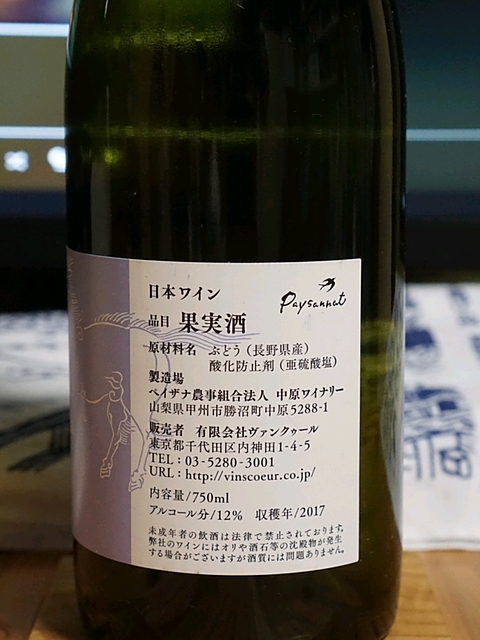 日本ワイン
Paysannat
品目 果実酒
原材料名 ぶどう（長野県産）
酸化防止剤（亜硫酸塩）
製造場
ペイザナ農事組合法人 中原ワイナリー
山梨県甲州市勝沼町中原5288-1
販売者 有限会社ヴァンクゥール
東京都千代田区内神田1-4-5
TEL：03-5280-3001
URL：http://vinscoeur.co.jp/
内容量/750ml
アルコール分/12% 収穫年/2017
未成年者の飲酒は法律で禁止されております。
弊社のワインにはオリや酒石等の沈殿物が発生
する場合がございますが酒質には問題ありません。